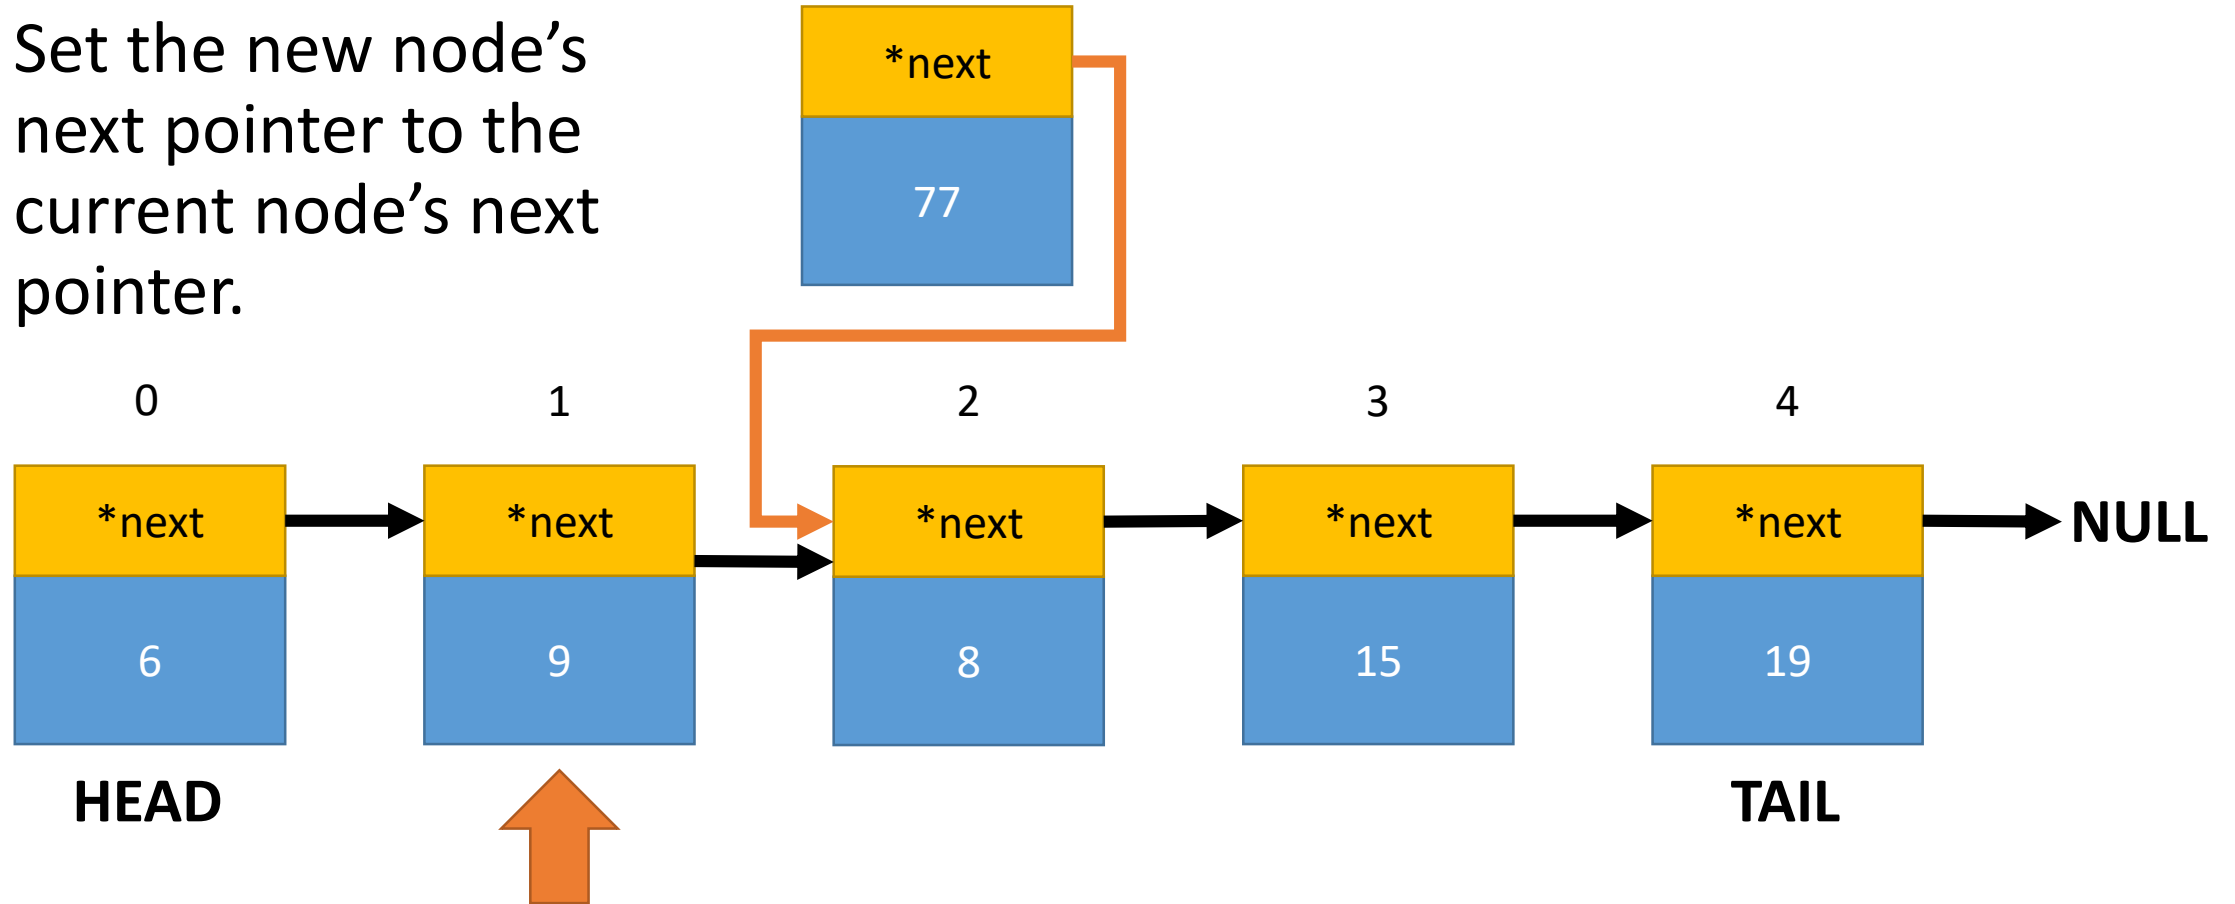 Set the new node’s
next pointer to the
current node’s next
pointer.
*next
77
0 1 2 3 4
*next *next *next *next *next NULL
6 9 8 15 19
HEAD TAIL